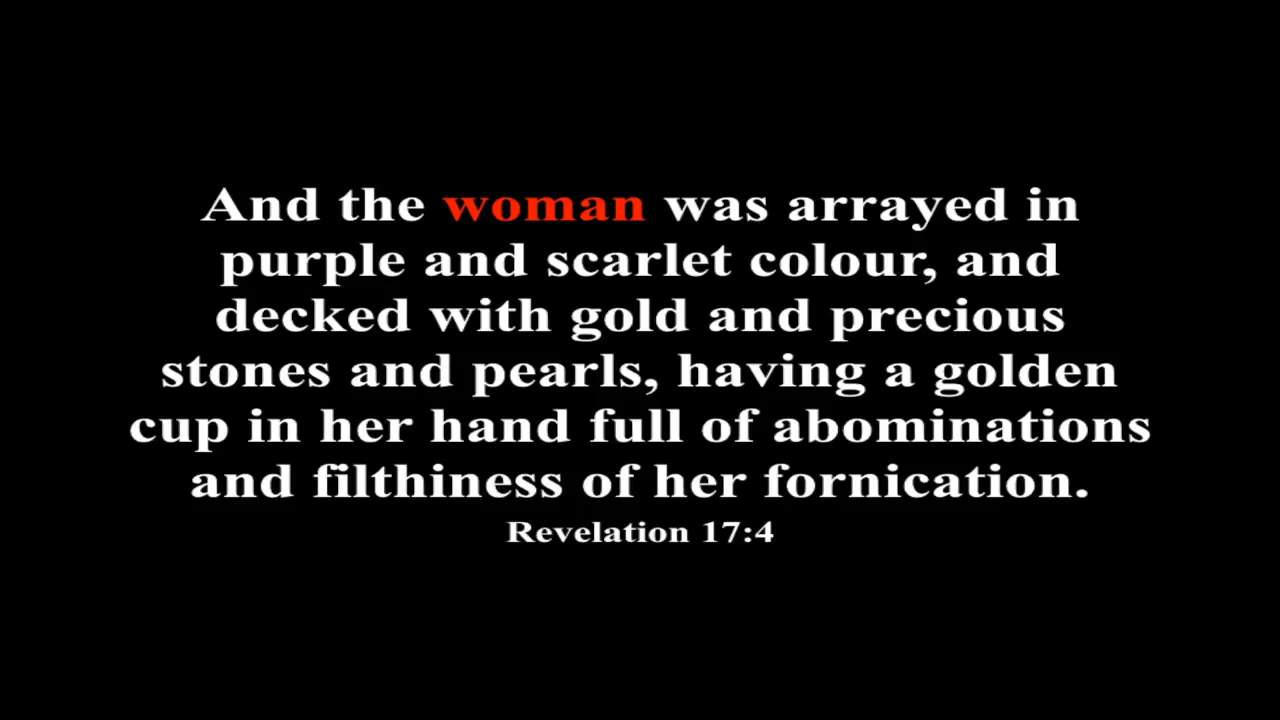 And the woman was arrayed in
purple and scarlet colour, and
decked with gold and precious
stones and pearls, having a golden
cup in her hand full of abominations
and filthiness of her fornication.
Revelation 17:4